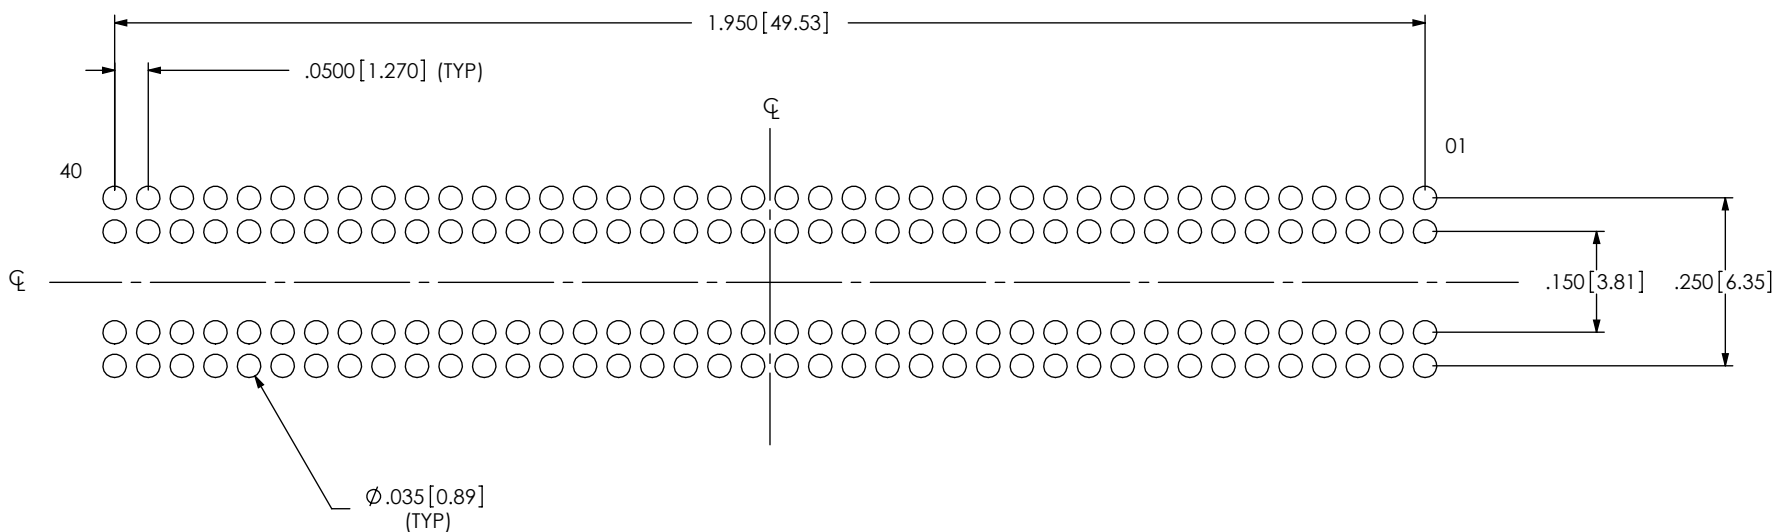 1.950 [49.53]
.0500 [1.270] (TYP)
℄
01
40
℄
.150 [3.81]
.250 [6.35]
Ø.035 [0.89]
(TYP)